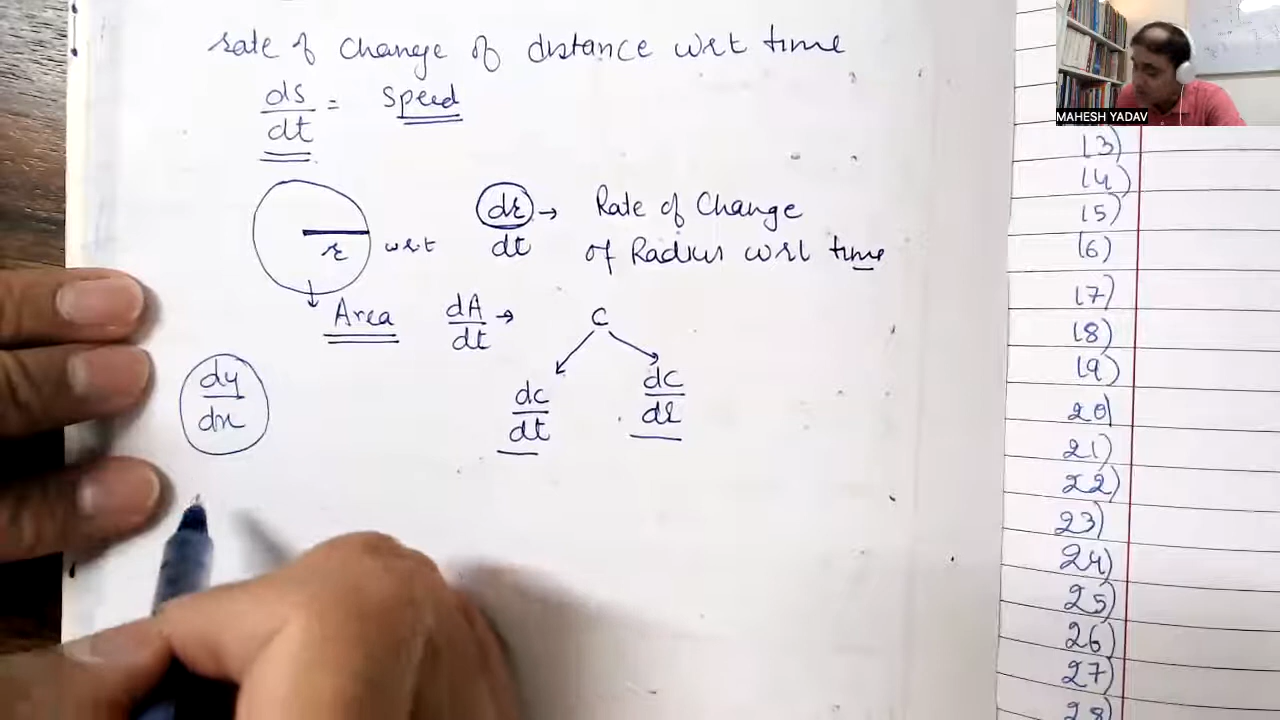 rate of change of distance wrt time
ds/dt = speed
r wrt dr/dt → Rate of Change
of Radius wrt time
Area dA/dt → C
dy/dx dc/dt dc/dr
MAHESH YADAV
13)
14)
15)
16)
17)
18)
19)
20)
21)
22)
23)
24)
25)
26)
27)
28)